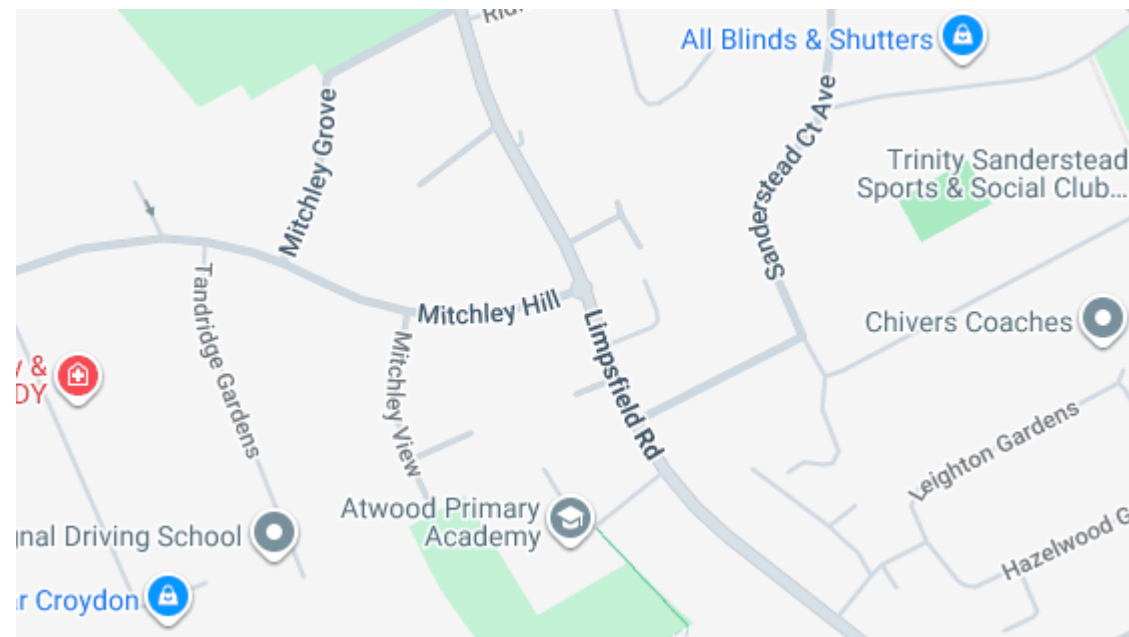 All Blinds & Shutters
Mitchley Grove
Sanderstead Ct Ave
Trinity Sanderstead
Sports & Social Club...
Tandridge Gardens
Mitchley Hill
Limpsfield Rd
Chivers Coaches
Mitchley View
Leighton Gardens
Atwood Primary
Academy
Driving School
Hazelwood
Croydon